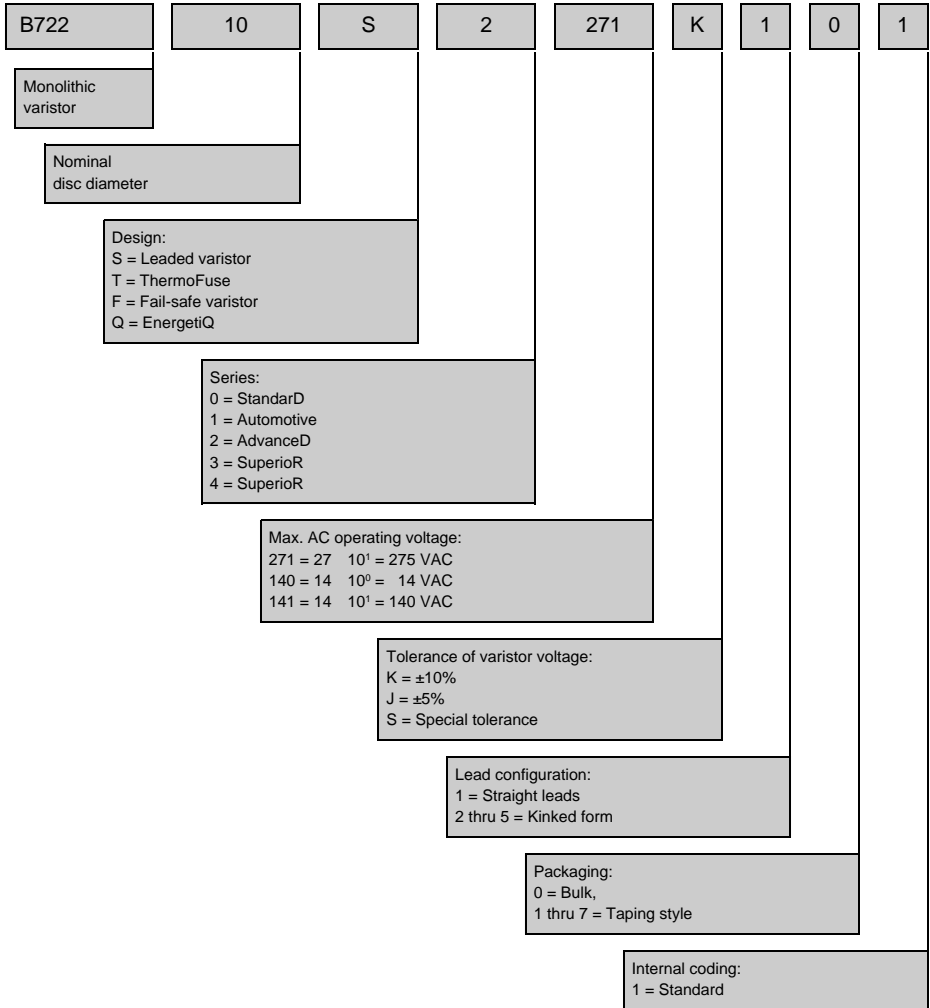 B722 10 S 2 271 K 1 0 1
Monolithic
varistor
Nominal
disc diameter
Design:
S = Leaded varistor
T = ThermoFuse
F = Fail-safe varistor
Q = EnergetiQ
Series:
0 = StandarD
1 = Automotive
2 = AdvanceD
3 = SuperioR
4 = SuperioR
Max. AC operating voltage:
271 = 27 10¹ = 275 VAC
140 = 14 10⁰ = 14 VAC
141 = 14 10¹ = 140 VAC
Tolerance of varistor voltage:
K = ±10%
J = ±5%
S = Special tolerance
Lead configuration:
1 = Straight leads
2 thru 5 = Kinked form
Packaging:
0 = Bulk,
1 thru 7 = Taping style
Internal coding:
1 = Standard